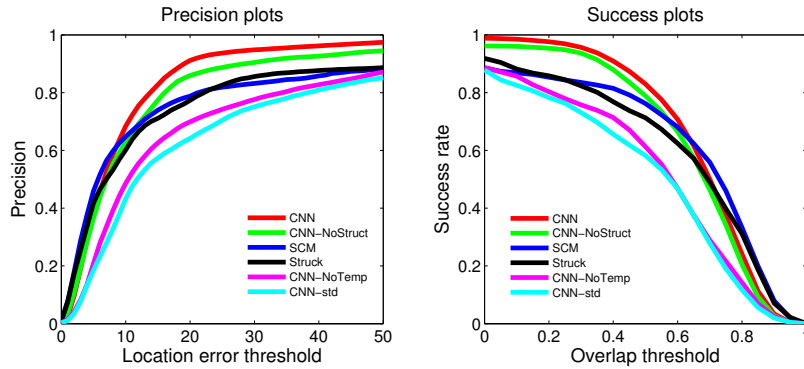 Precision plots
Precision
1
0.8
0.6
0.4
0.2
0
0
10
20
30
40
50
Location error threshold
CNN
CNN-NoStruct
SCM
Struck
CNN-NoTemp
CNN-std
Success plots
Success rate
1
0.8
0.6
0.4
0.2
0
0
0.2
0.4
0.6
0.8
Overlap threshold
CNN
CNN-NoStruct
SCM
Struck
CNN-NoTemp
CNN-std